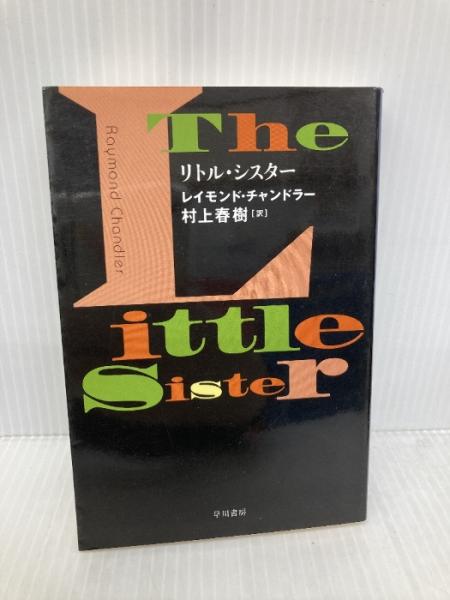 The
リトル・シスター
レイモンド・チャンドラー
村上春樹[訳]
Raymond Chandler
Little
Sister
早川書房